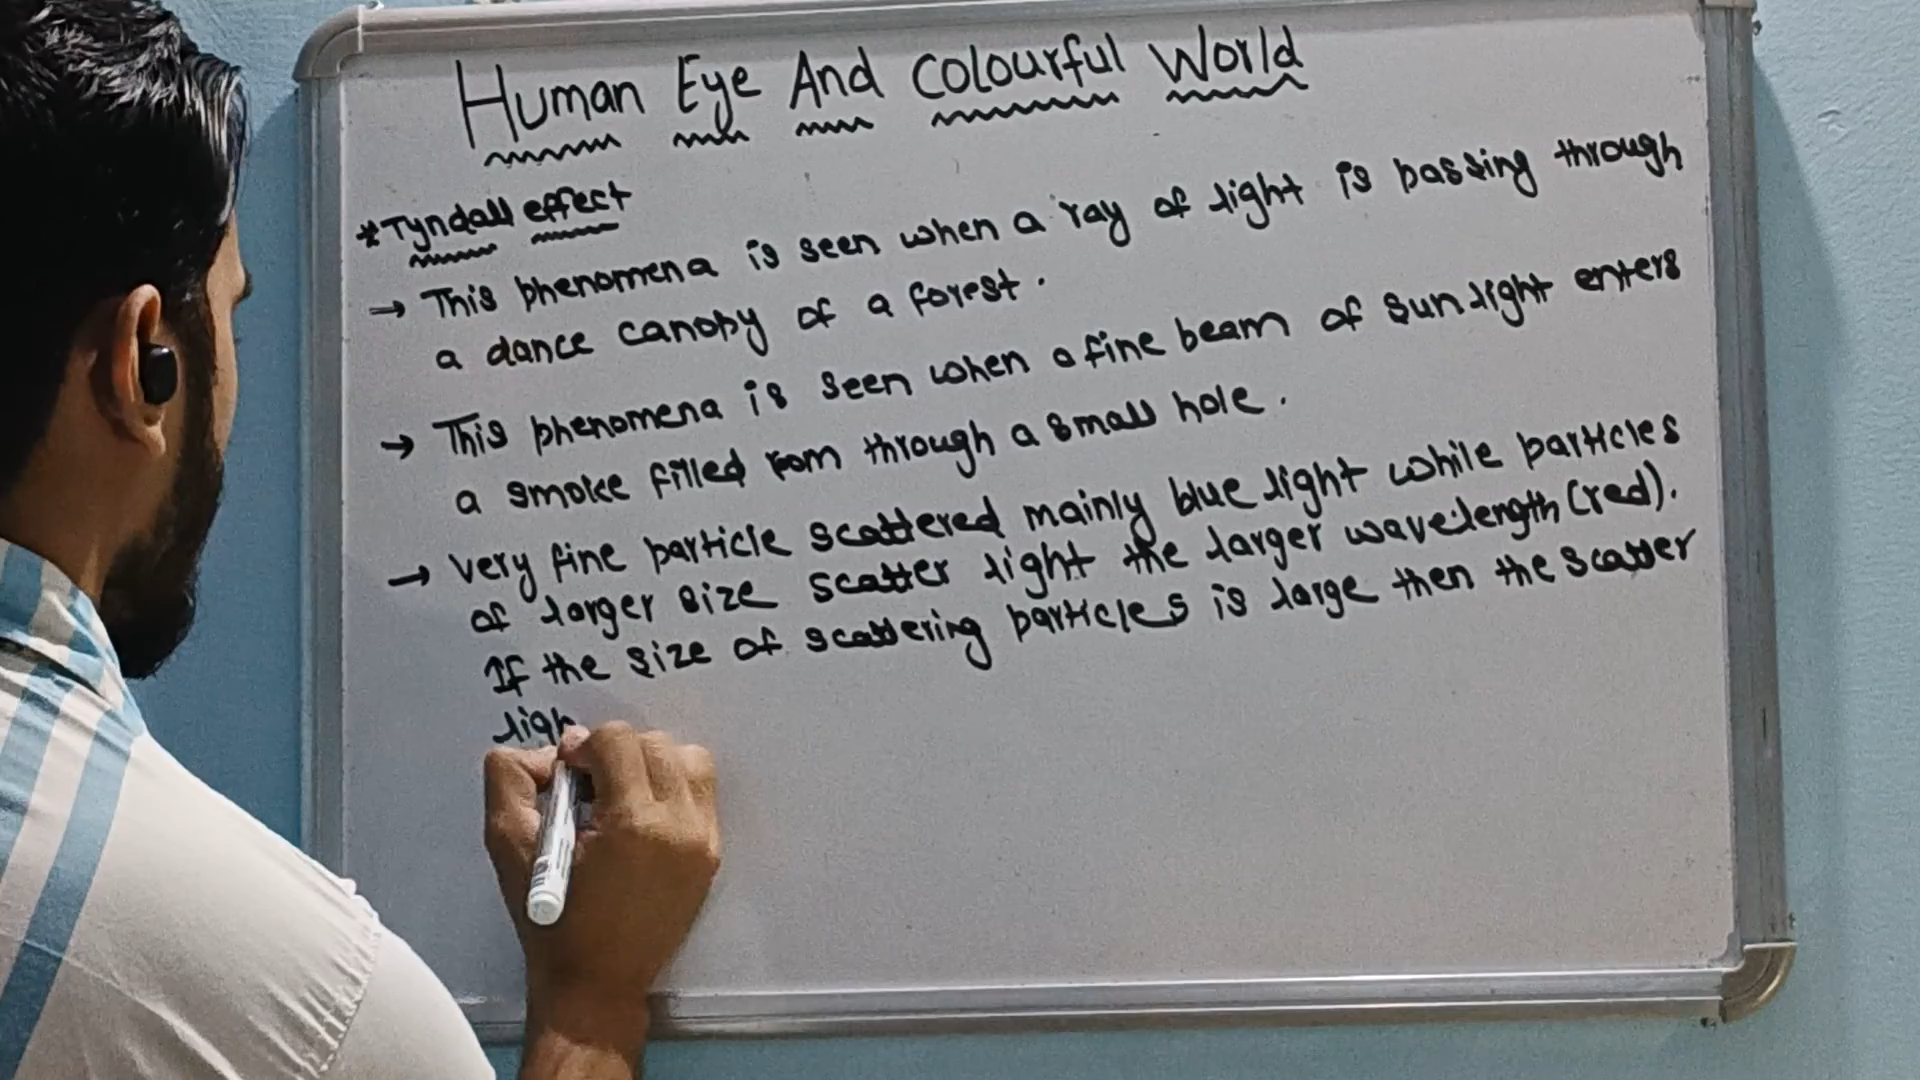 Human Eye And Colourful World
*Tyndall effect
→ This phenomena is seen when a ray of light is passing through
a dance canopy of a forest.
→ This phenomena is seen when a fine beam of sunlight enters
a smoke filled rom through a small hole.
→ Very fine particle scattered mainly blue light while particles
of larger size scatter light the larger wavelength (red).
If the size of scattering particles is large then the scatter
ligh